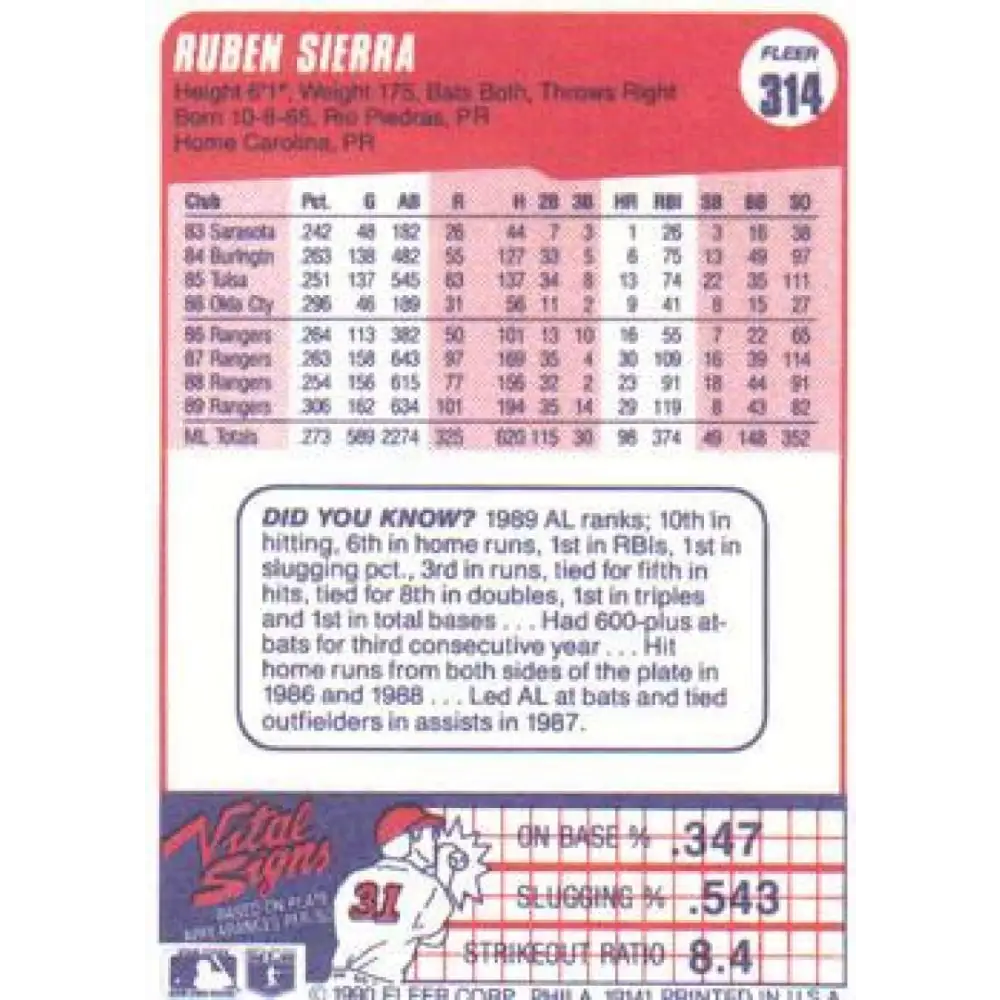 RUBEN SIERRA
FLEER
314
Height 6'1", Weight 175, Bats Both, Throws Right
Born 10-6-65, Rio Piedras, PR
Home Carolina, PR
Club Pct. G AB R H 2B 3B HR RBI SB BB SO
83 Sarasota .242 48 182 26 44 7 3 1 26 3 16 38
84 Burlngtn .263 138 482 55 127 33 5 6 75 13 49 97
85 Tulsa .251 137 545 63 137 34 8 13 74 22 35 111
86 Okla Cty .296 46 189 31 56 11 2 9 41 8 15 27
86 Rangers .264 113 382 50 101 13 10 16 55 7 22 65
87 Rangers .263 158 643 97 169 35 4 30 109 16 39 114
88 Rangers .254 156 615 77 156 32 2 23 91 18 44 91
89 Rangers .306 162 634 101 194 35 14 29 119 8 43 82
ML Totals .273 589 2274 325 620 115 30 98 374 49 148 352
DID YOU KNOW? 1989 AL ranks; 10th in
hitting, 6th in home runs, 1st in RBIs, 1st in
slugging pct., 3rd in runs, tied for fifth in
hits, tied for 8th in doubles, 1st in triples
and 1st in total bases . . . Had 600-plus at-
bats for third consecutive year . . . Hit
home runs from both sides of the plate in
1986 and 1988 . . . Led AL at bats and tied
outfielders in assists in 1987.
Vital
Signs
BASED ON PLATE
APPEARANCES PER SO
31
ON BASE % .347
SLUGGING % .543
STRIKEOUT RATIO 8.4
© 1990 FLEER CORP., PHILA. 19141 PRINTED IN U.S.A.